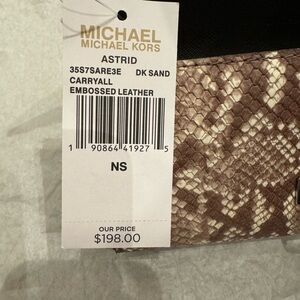 MICHAEL
MICHAEL KORS
ASTRID
35S7SARE3E DK SAND
CARRYALL
EMBOSSED LEATHER
1 90864 41927 5
NS
OUR PRICE
$198.00